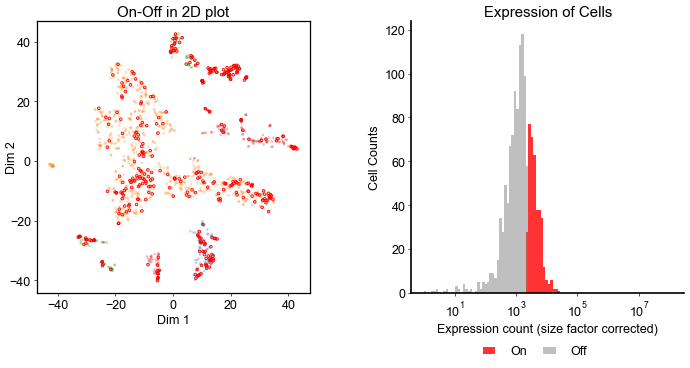 On-Off in 2D plot
40
20
0
−20
−40
Dim 2
−40 −20 0 20 40
Dim 1
Expression of Cells
120
100
80
60
40
20
0
Cell Counts
10^1 10^3 10^5 10^7
Expression count (size factor corrected)
On Off